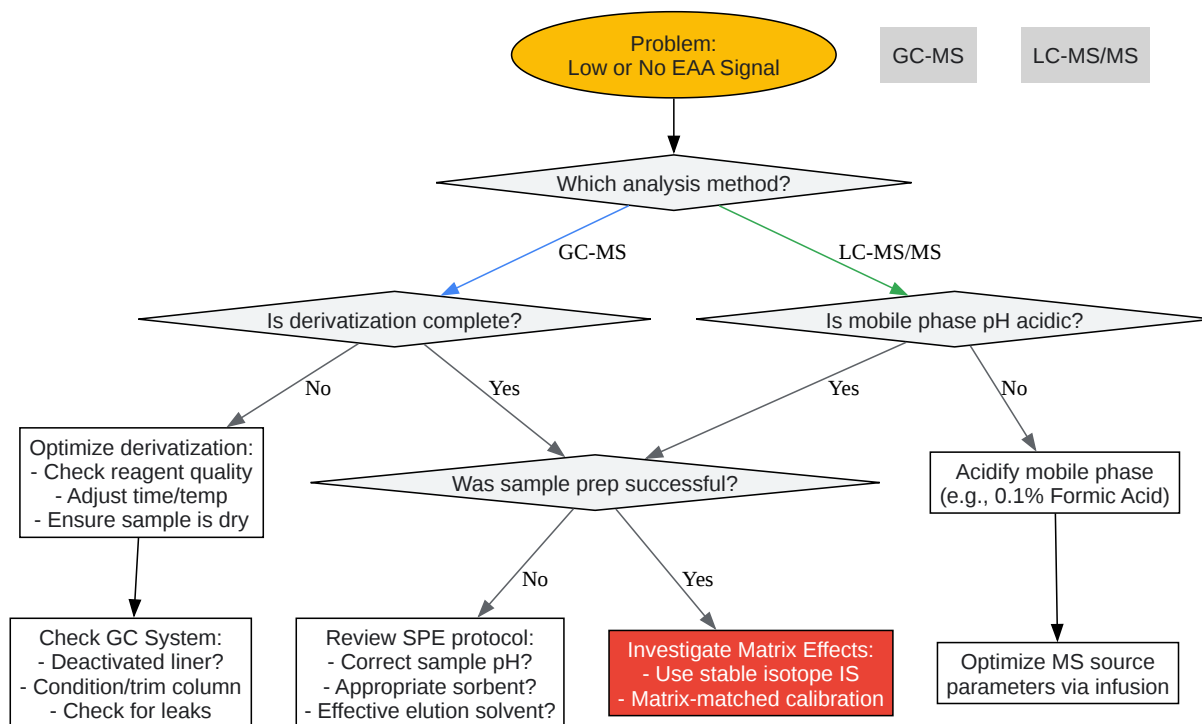 Problem:
Low or No EAA Signal
GC-MS
LC-MS/MS
Which analysis method?
GC-MS
LC-MS/MS
Is derivatization complete?
Is mobile phase pH acidic?
No
Yes
Yes
No
Optimize derivatization:
- Check reagent quality
- Adjust time/temp
- Ensure sample is dry
Was sample prep successful?
Acidify mobile phase
(e.g., 0.1% Formic Acid)
No
Yes
Check GC System:
- Deactivated liner?
- Condition/trim column
- Check for leaks
Review SPE protocol:
- Correct sample pH?
- Appropriate sorbent?
- Effective elution solvent?
Investigate Matrix Effects:
- Use stable isotope IS
- Matrix-matched calibration
Optimize MS source
parameters via infusion